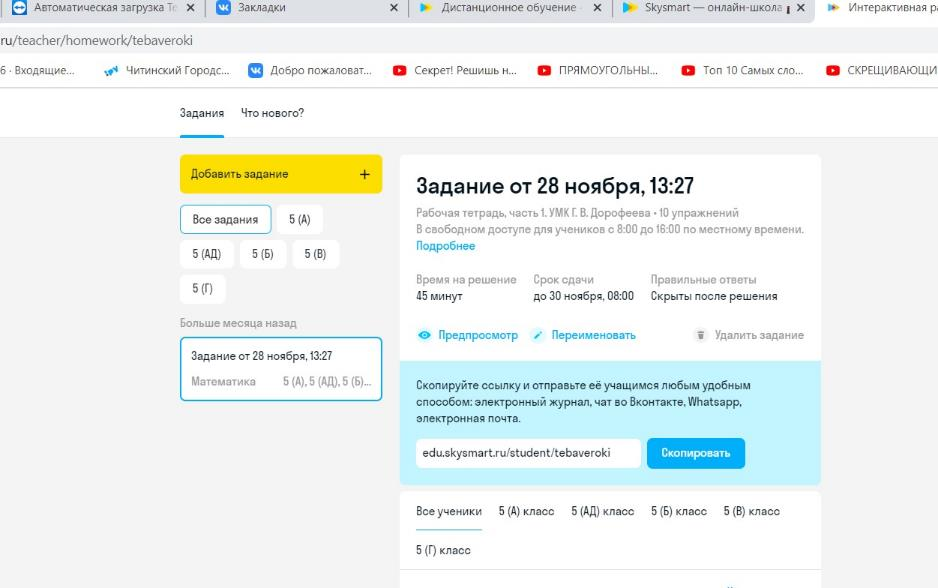 Автоматическая загрузка Te
Закладки
Дистанционное обучение
Skysmart — онлайн-школа
Интерактивная ра
ru/teacher/homework/tebaveroki
6 · Входящие...
Читинский Городс...
Добро пожаловат...
Секрет! Решишь н...
ПРЯМОУГОЛЬНЫ...
Топ 10 Самых сло...
СКРЕЩИВАЮЩИ
Задания Что нового?
Добавить задание +
Все задания 5 (А)
5 (АД) 5 (Б) 5 (В)
5 (Г)
Больше месяца назад
Задание от 28 ноября, 13:27
Математика 5 (А), 5 (АД), 5 (Б)...
Задание от 28 ноября, 13:27
Рабочая тетрадь, часть 1. УМК Г. В. Дорофеева • 10 упражнений
В свободном доступе для учеников с 8:00 до 16:00 по местному времени.
Подробнее
Время на решение Срок сдачи Правильные ответы
45 минут до 30 ноября, 08:00 Скрыты после решения
Предпросмотр Переименовать Удалить задание
Скопируйте ссылку и отправьте её учащимся любым удобным
способом: электронный журнал, чат во Вконтакте, Whatsapp,
электронная почта.
edu.skysmart.ru/student/tebaveroki Скопировать
Все ученики 5 (А) класс 5 (АД) класс 5 (Б) класс 5 (В) класс
5 (Г) класс